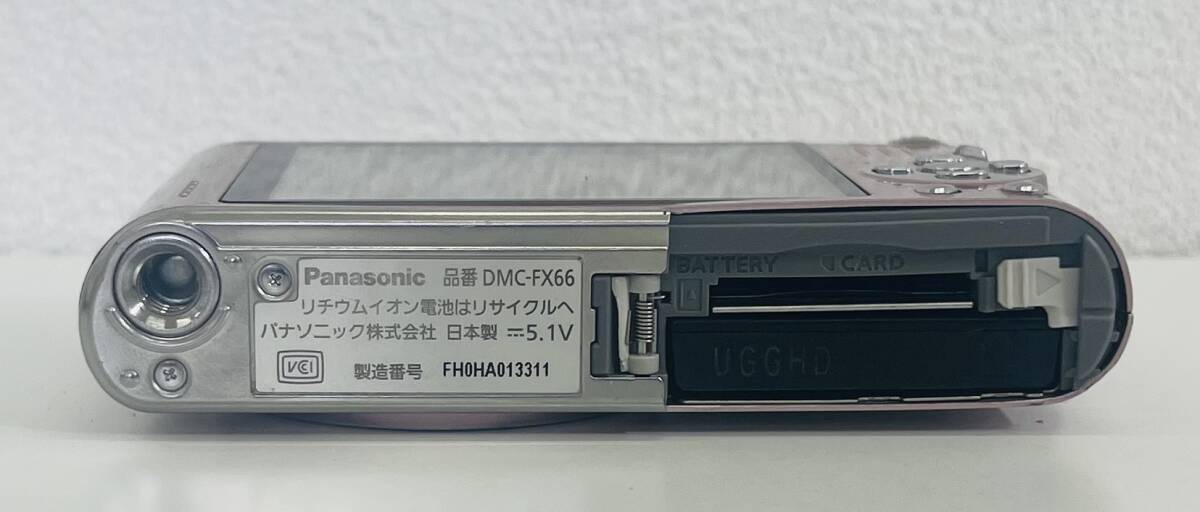 Panasonic 品番 DMC-FX66
リチウムイオン電池はリサイクルへ
パナソニック株式会社 日本製 ⎓5.1V
VCI
製造番号 FH0HA013311
BATTERY CARD
UGGHD